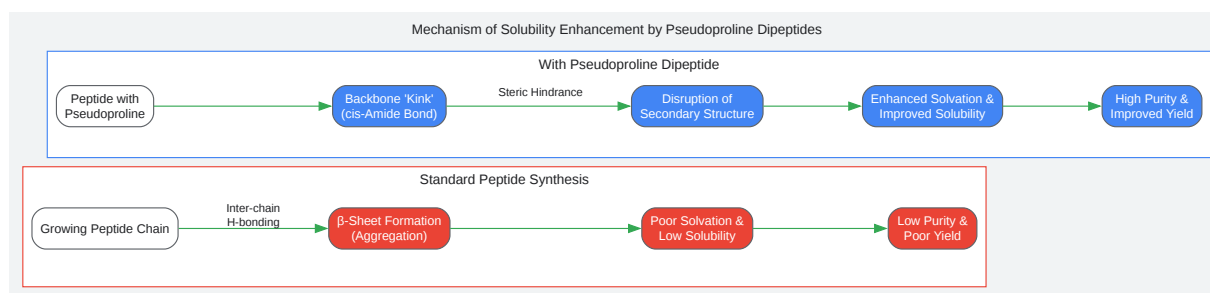 Mechanism of Solubility Enhancement by Pseudoproline Dipeptides
With Pseudoproline Dipeptide
Peptide with
Pseudoproline
Backbone 'Kink'
(cis-Amide Bond)
Steric Hindrance
Disruption of
Secondary Structure
Enhanced Solvation &
Improved Solubility
High Purity &
Improved Yield
Standard Peptide Synthesis
Growing Peptide Chain
Inter-chain
H-bonding
β-Sheet Formation
(Aggregation)
Poor Solvation &
Low Solubility
Low Purity &
Poor Yield